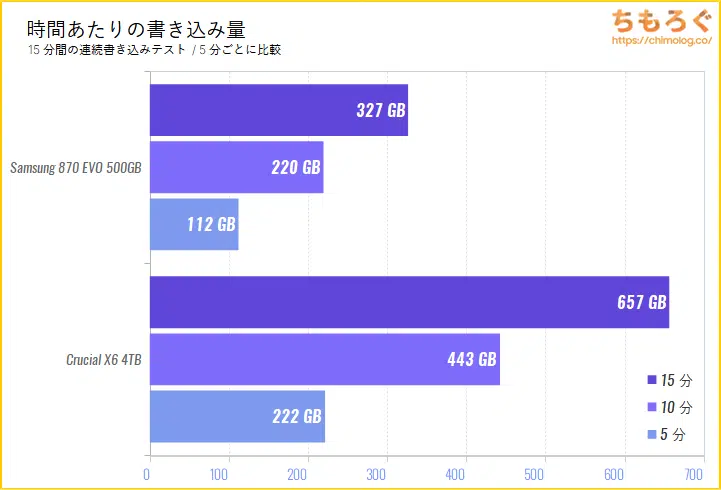 時間あたりの書き込み量
15 分間の連続書き込みテスト / 5 分ごとに比較
ちもろぐ
https://chimolog.co/
Samsung 870 EVO 500GB
327 GB
220 GB
112 GB
Crucial X6 4TB
657 GB
443 GB
222 GB
15 分
10 分
5 分
0 100 200 300 400 500 600 700